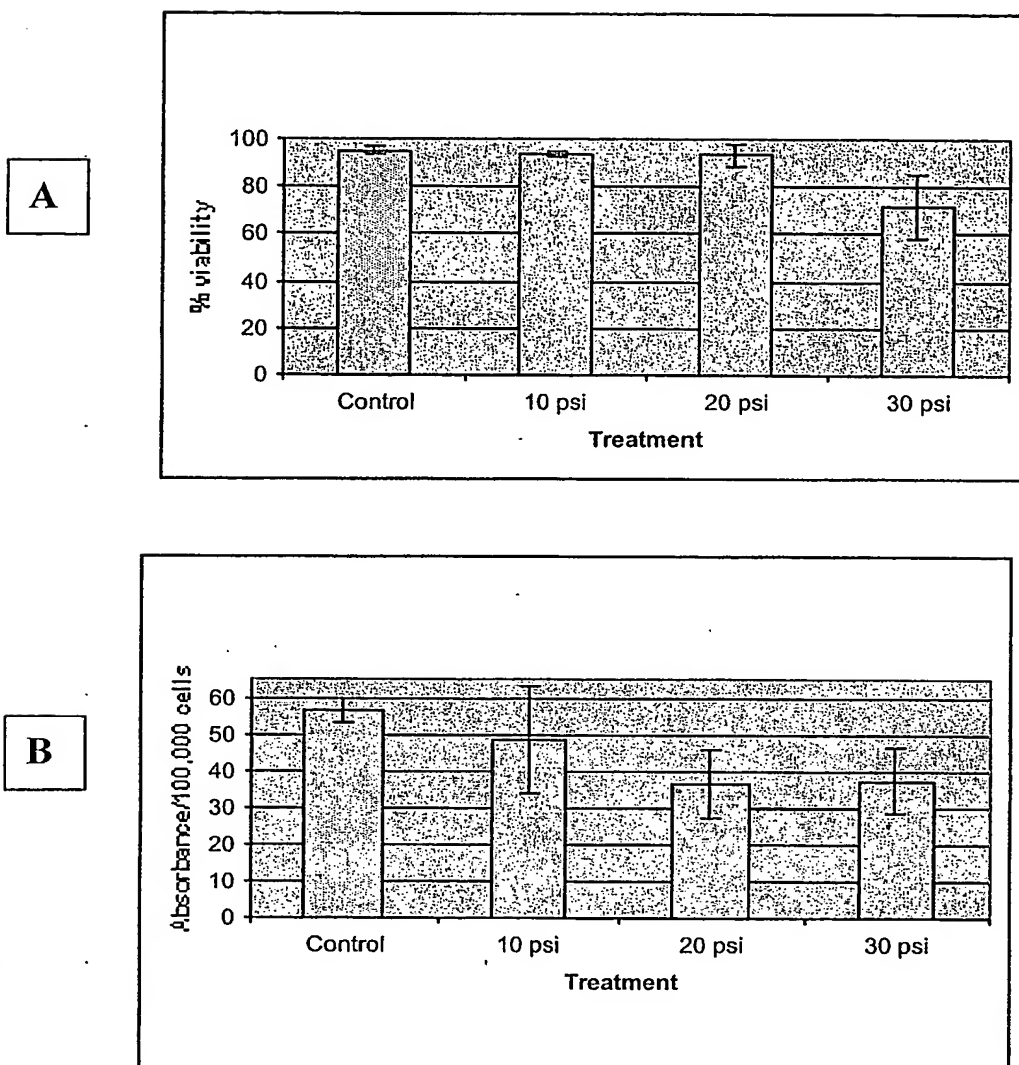 A
% viability
100
80
60
40
20
0
Control 10 psi 20 psi 30 psi
Treatment
B
Absorbance/100,000 cells
60
50
40
30
20
10
0
Control 10 psi 20 psi 30 psi
Treatment